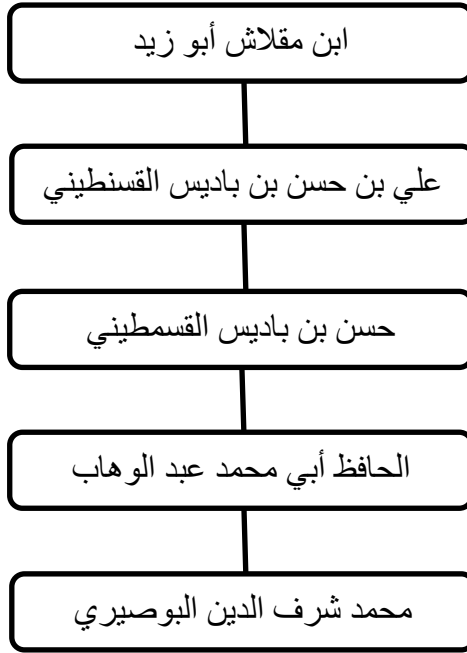 ابن مقلاش أبو زيد
علي بن حسن بن باديس القسنطيني
حسن بن باديس القسمطيني
الحافظ أبي محمد عبد الوهاب
محمد شرف الدين البوصيري